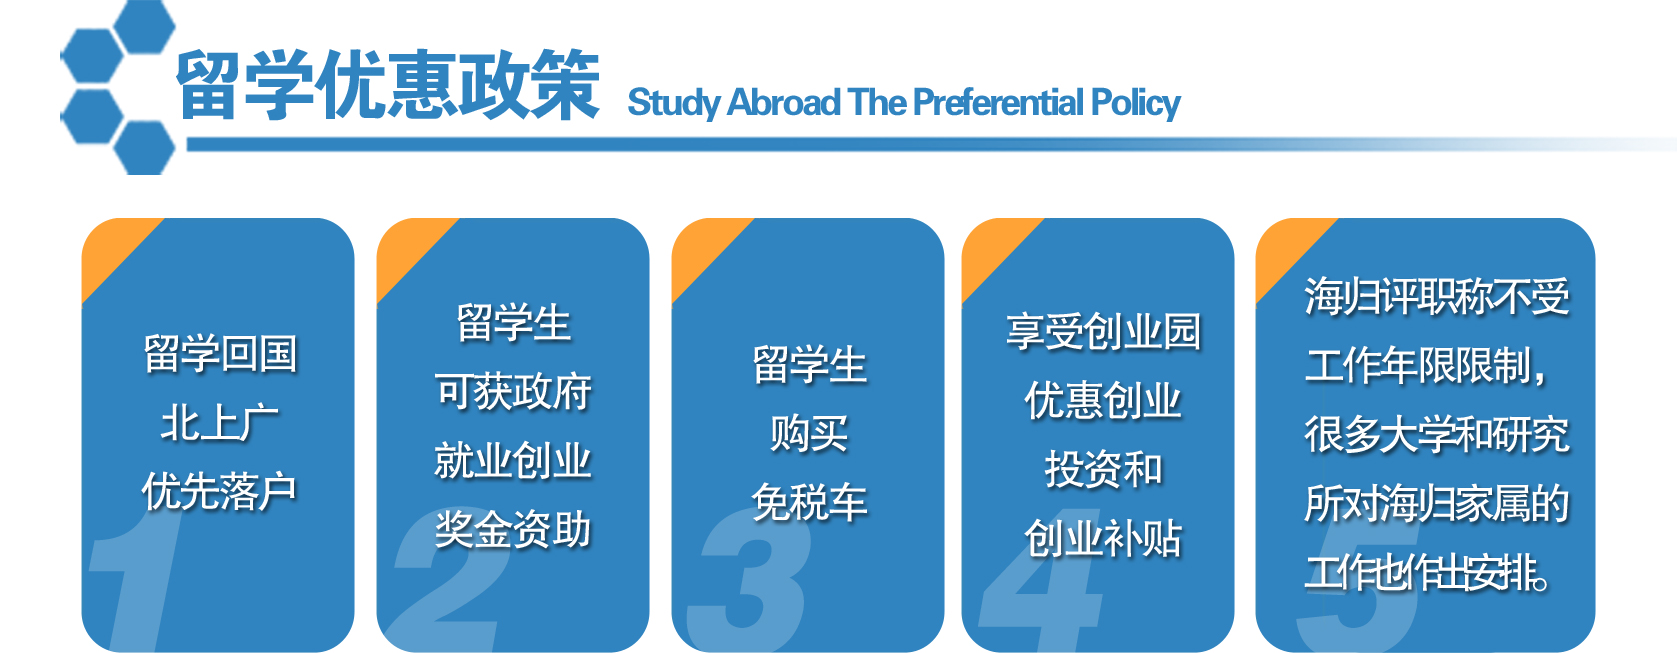 留学优惠政策 Study Abroad The Preferential Policy
留学回国
北上广
优先落户
1
留学生
可获政府
就业创业
奖金资助
2
留学生
购买
免税车
3
享受创业园
优惠创业
投资和
创业补贴
4
海归评职称不受
工作年限限制，
很多大学和研究
所对海归家属的
工作也作出安排。
5